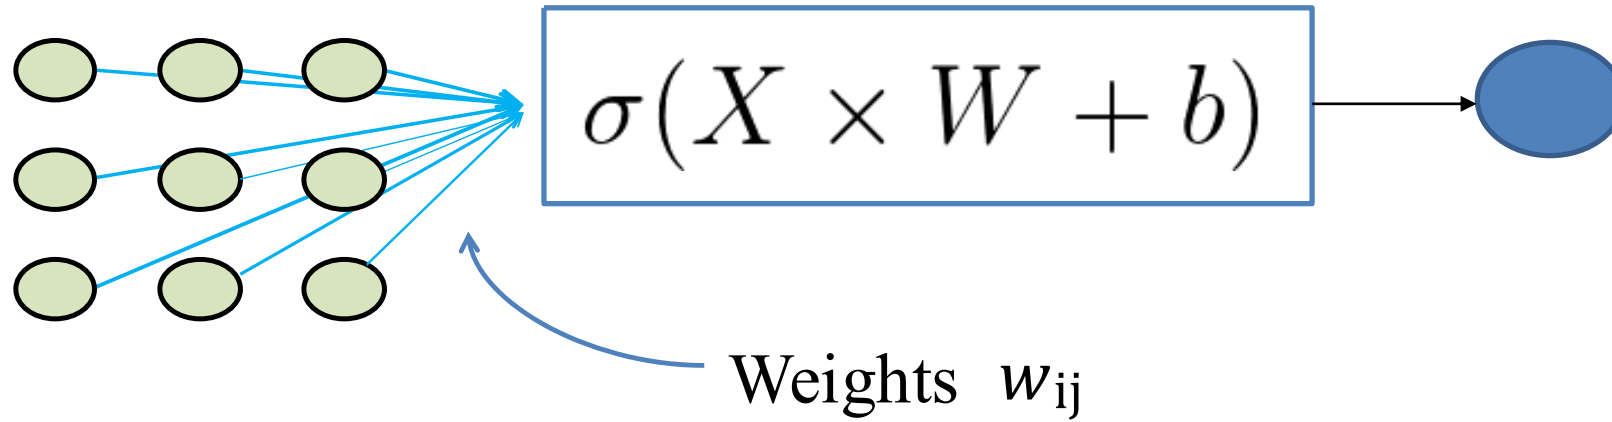 σ(X × W + b)
Weights w_ij